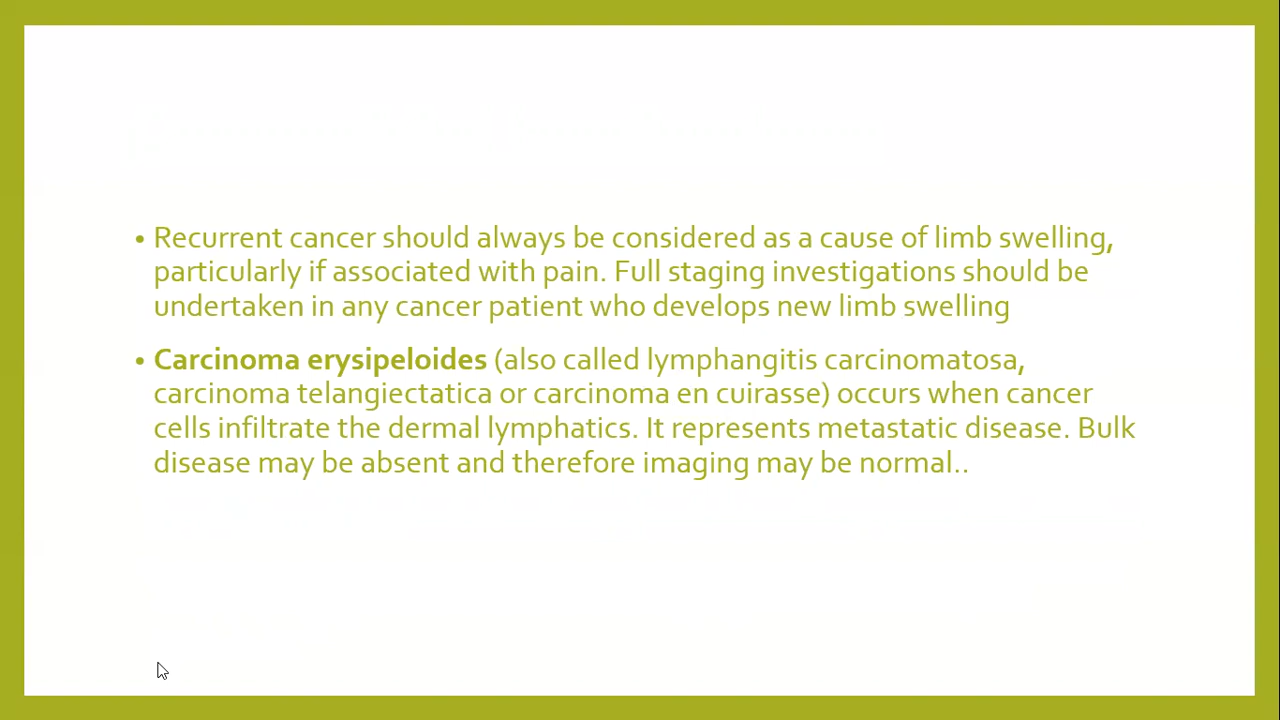 • Recurrent cancer should always be considered as a cause of limb swelling,
particularly if associated with pain. Full staging investigations should be
undertaken in any cancer patient who develops new limb swelling
• Carcinoma erysipeloides (also called lymphangitis carcinomatosa,
carcinoma telangiectatica or carcinoma en cuirasse) occurs when cancer
cells infiltrate the dermal lymphatics. It represents metastatic disease. Bulk
disease may be absent and therefore imaging may be normal..